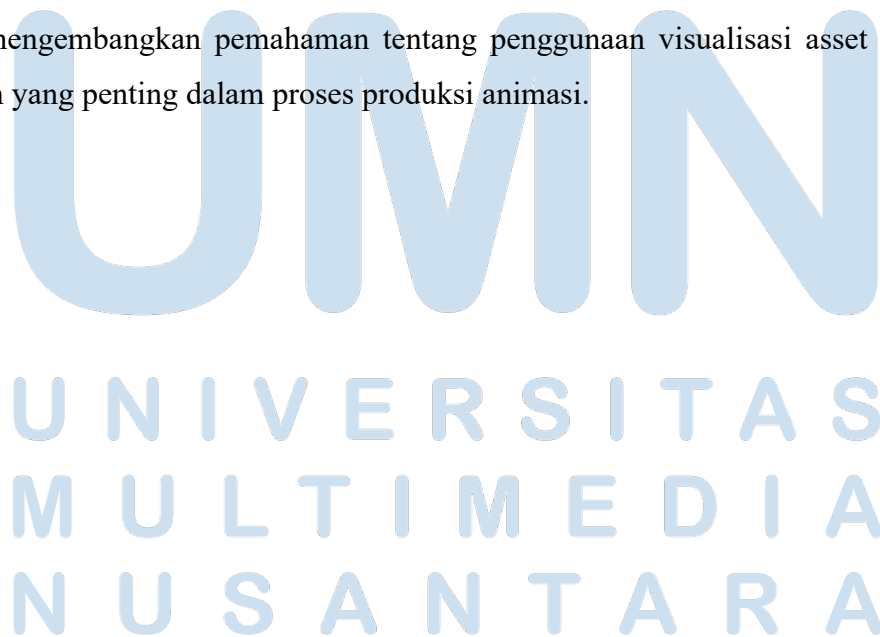 mengembangkan pemahaman tentang penggunaan visualisasi asset
yang penting dalam proses produksi animasi.
UMN
UNIVERSITAS
MULTIMEDIA
NUSANTARA